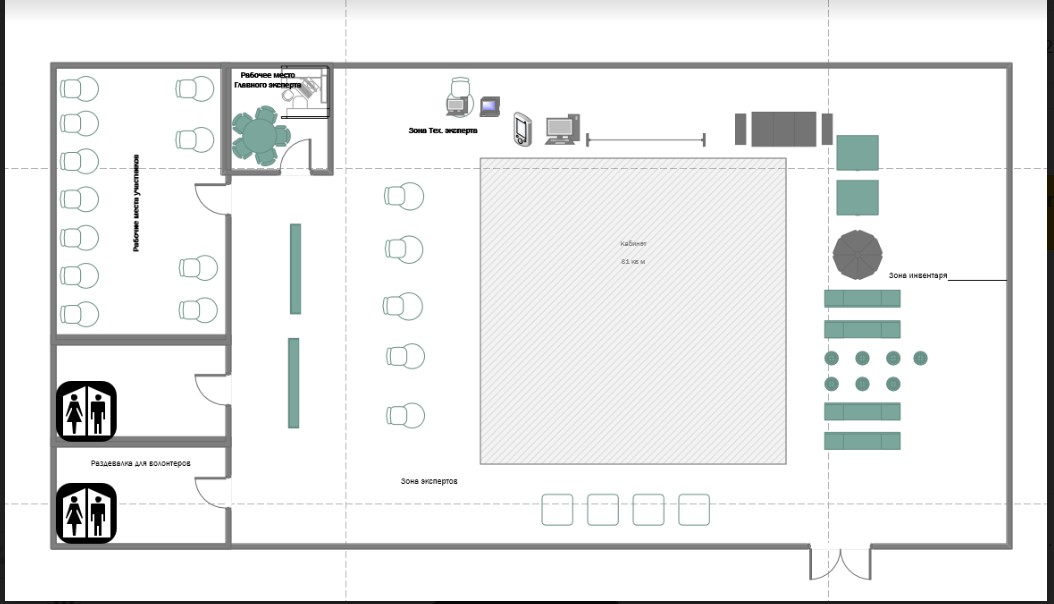 Рабочее место
Главного эксперта
Зона Тех. эксперта
Рабочие места участников
Кабинет
31 кв м
Зона инвентаря
Раздевалка для волонтеров
Зона экспертов